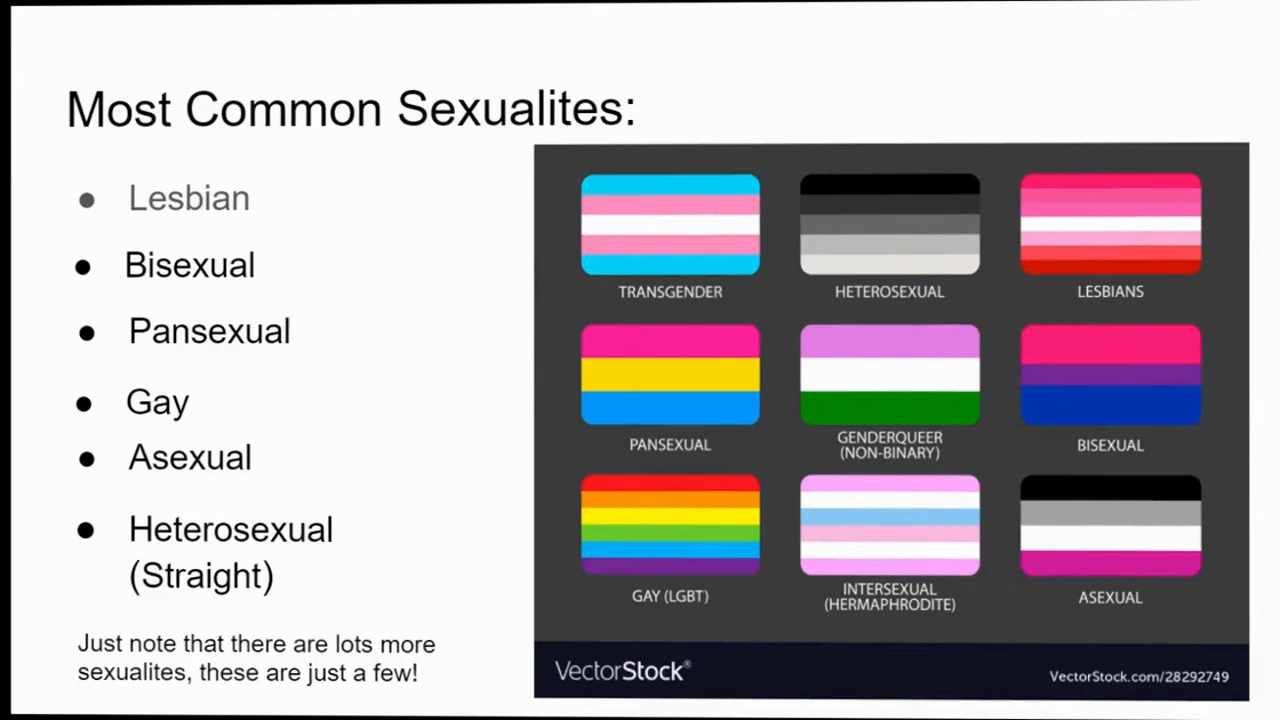 Most Common Sexualites:
● Lesbian
● Bisexual
● Pansexual
● Gay
● Asexual
● Heterosexual
(Straight)
Just note that there are lots more
sexualites, these are just a few!
TRANSGENDER
HETEROSEXUAL
LESBIANS
PANSEXUAL
GENDERQUEER
(NON-BINARY)
BISEXUAL
GAY (LGBT)
INTERSEXUAL
(HERMAPHRODITE)
ASEXUAL
VectorStock®
VectorStock.com/28292749